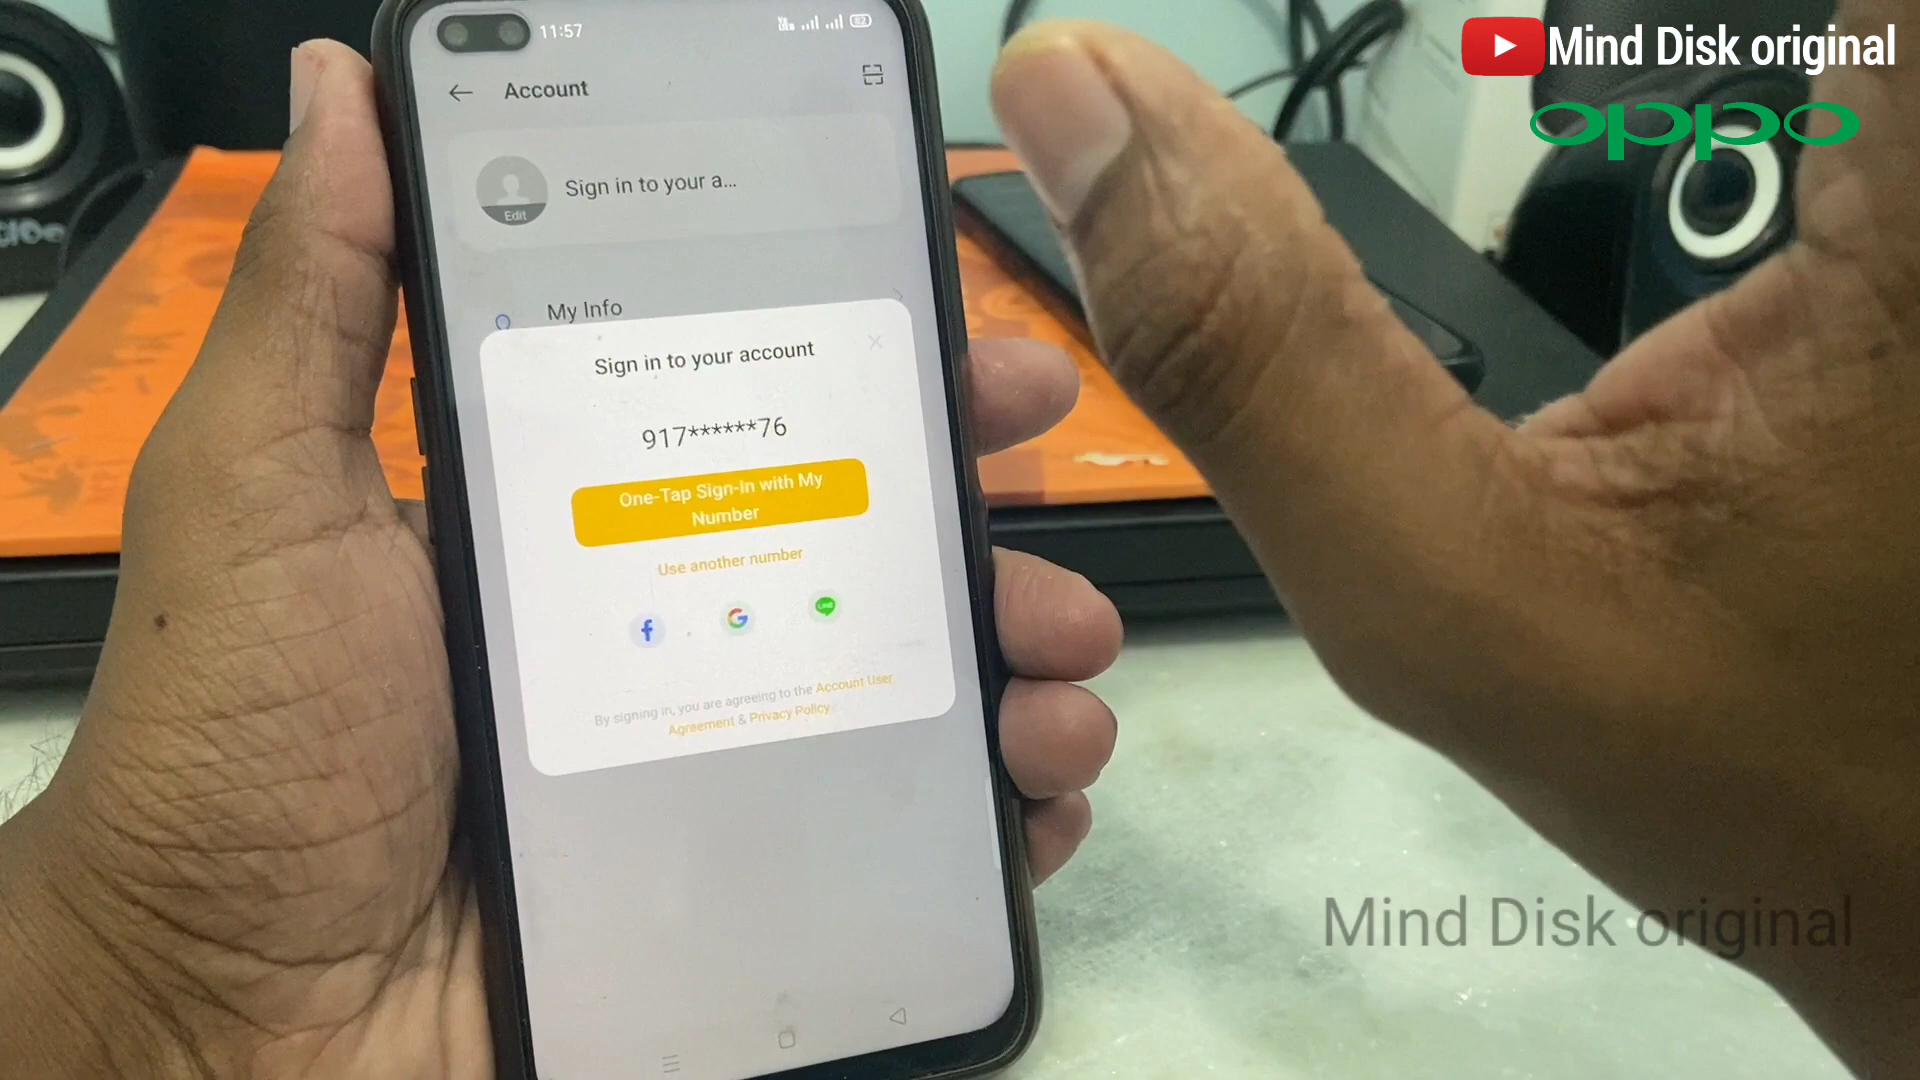 11:57
82
Account
Sign in to your a...
Edit
My Info
Sign in to your account
917******76
One-Tap Sign-In with My
Number
Use another number
LINE
By signing in, you are agreeing to the Account User
Agreement & Privacy Policy
Mind Disk original
oppo
Mind Disk original